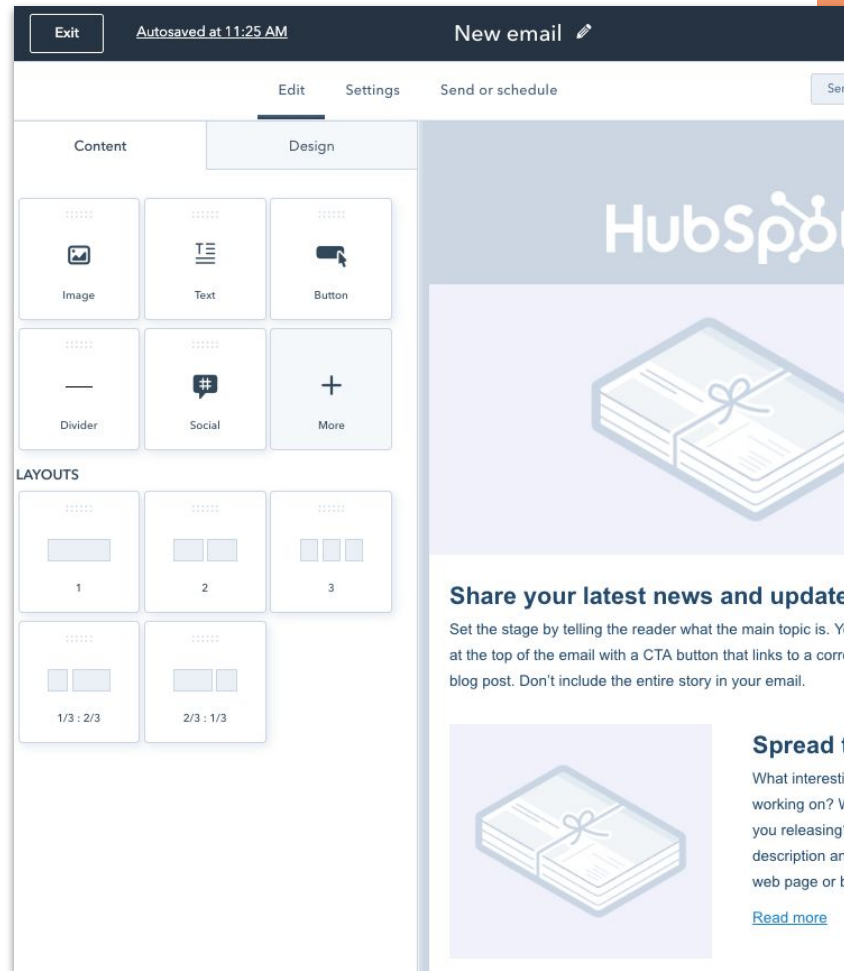 Exit
Autosaved at 11:25 AM
New email
Edit
Settings
Send or schedule
Content
Design
Image
Text
Button
Divider
Social
More
LAYOUTS
1
2
3
1/3 : 2/3
2/3 : 1/3
HubSpot
Share your latest news and update
Set the stage by telling the reader what the main topic is.
at the top of the email with a CTA button that links to a
blog post. Don't include the entire story in your email.
Spread
What
working on?
you releasing
description
web page or
Read more